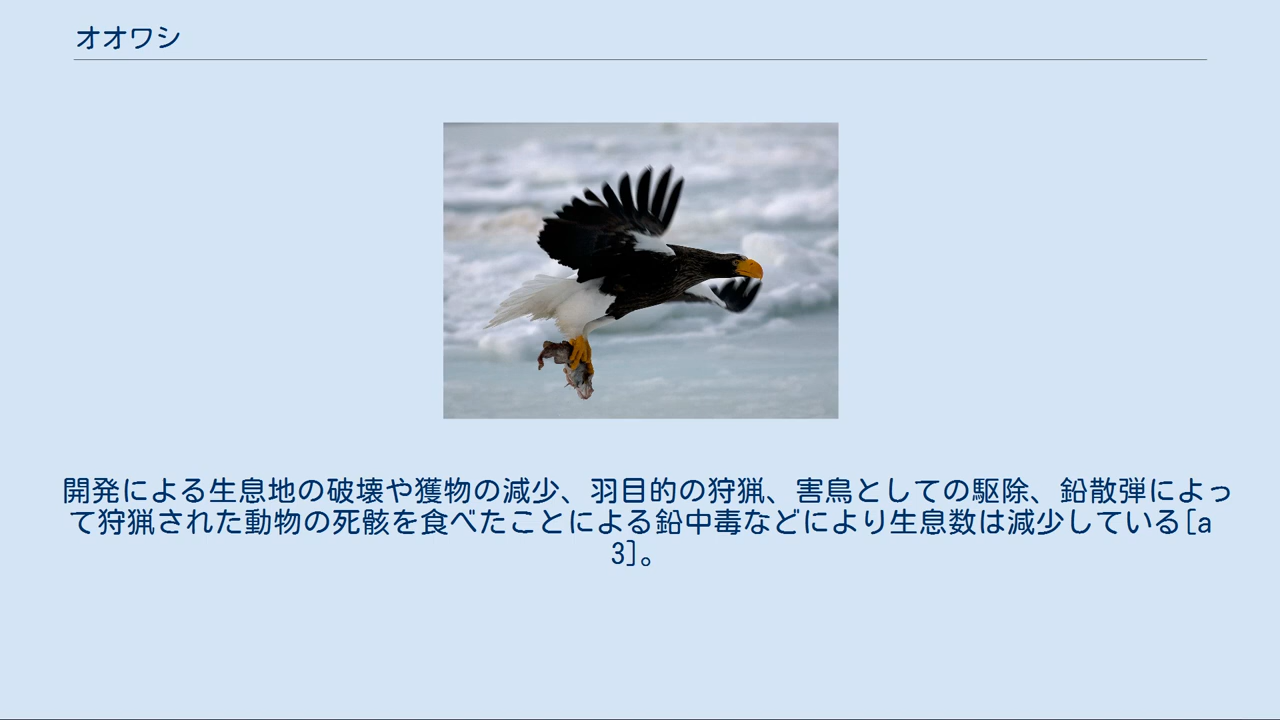 オオワシ
開発による生息地の破壊や獲物の減少、羽目的の狩猟、害鳥としての駆除、鉛散弾によっ
て狩猟された動物の死骸を食べたことによる鉛中毒などにより生息数は減少している[a
3]。